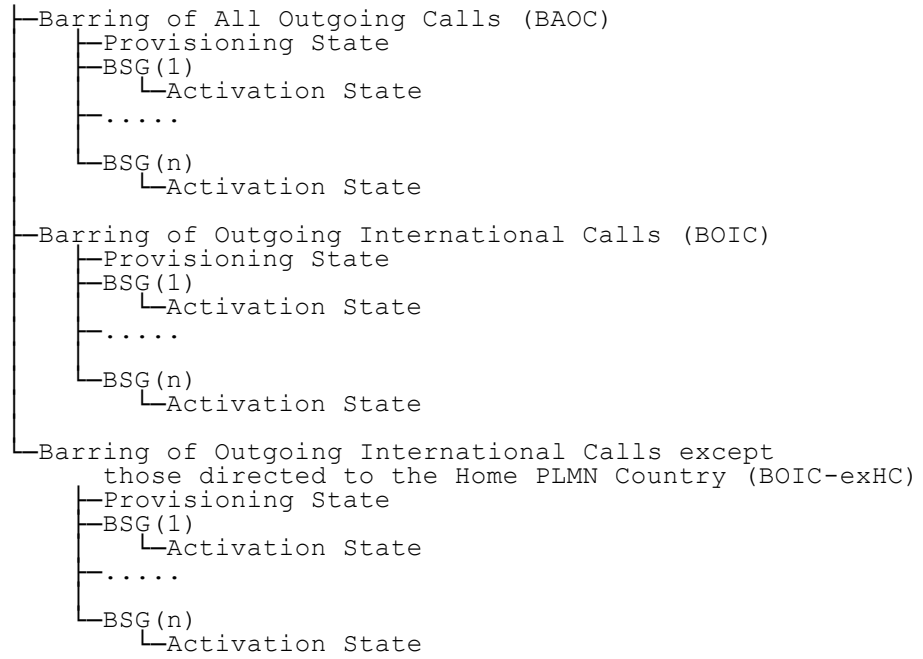 Barring of All Outgoing Calls (BAOC)
Provisioning State
BSG(1)
Activation State
.....
BSG(n)
Activation State
Barring of Outgoing International Calls (BOIC)
Provisioning State
BSG(1)
Activation State
.....
BSG(n)
Activation State
Barring of Outgoing International Calls except
those directed to the Home PLMN Country (BOIC-exHC)
Provisioning State
BSG(1)
Activation State
.....
BSG(n)
Activation State